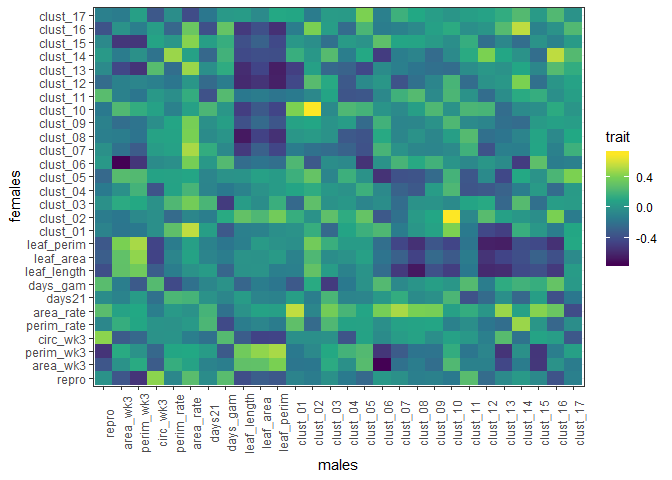 clust_17
clust_16
clust_15
clust_14
clust_13
clust_12
clust_11
clust_10
clust_09
clust_08
clust_07
clust_06
clust_05
clust_04
clust_03
clust_02
clust_01
leaf_perim
leaf_area
leaf_length
days_gam
days21
area_rate
perim_rate
circ_wk3
perim_wk3
area_wk3
repro
females
repro
area_wk3
perim_wk3
circ_wk3
perim_rate
area_rate
days21
days_gam
leaf_length
leaf_area
leaf_perim
clust_01
clust_02
clust_03
clust_04
clust_05
clust_06
clust_07
clust_08
clust_09
clust_10
clust_11
clust_12
clust_13
clust_14
clust_15
clust_16
clust_17
males
trait
0.4
0.0
-0.4